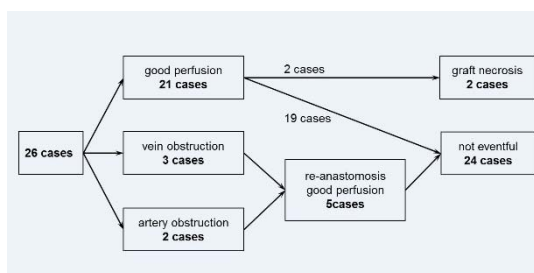 good perfusion
21 cases
2 cases
graft necrosis
2 cases
19 cases
26 cases
vein obstruction
3 cases
not eventful
24 cases
re-anastomosis
good perfusion
5cases
artery obstruction
2 cases